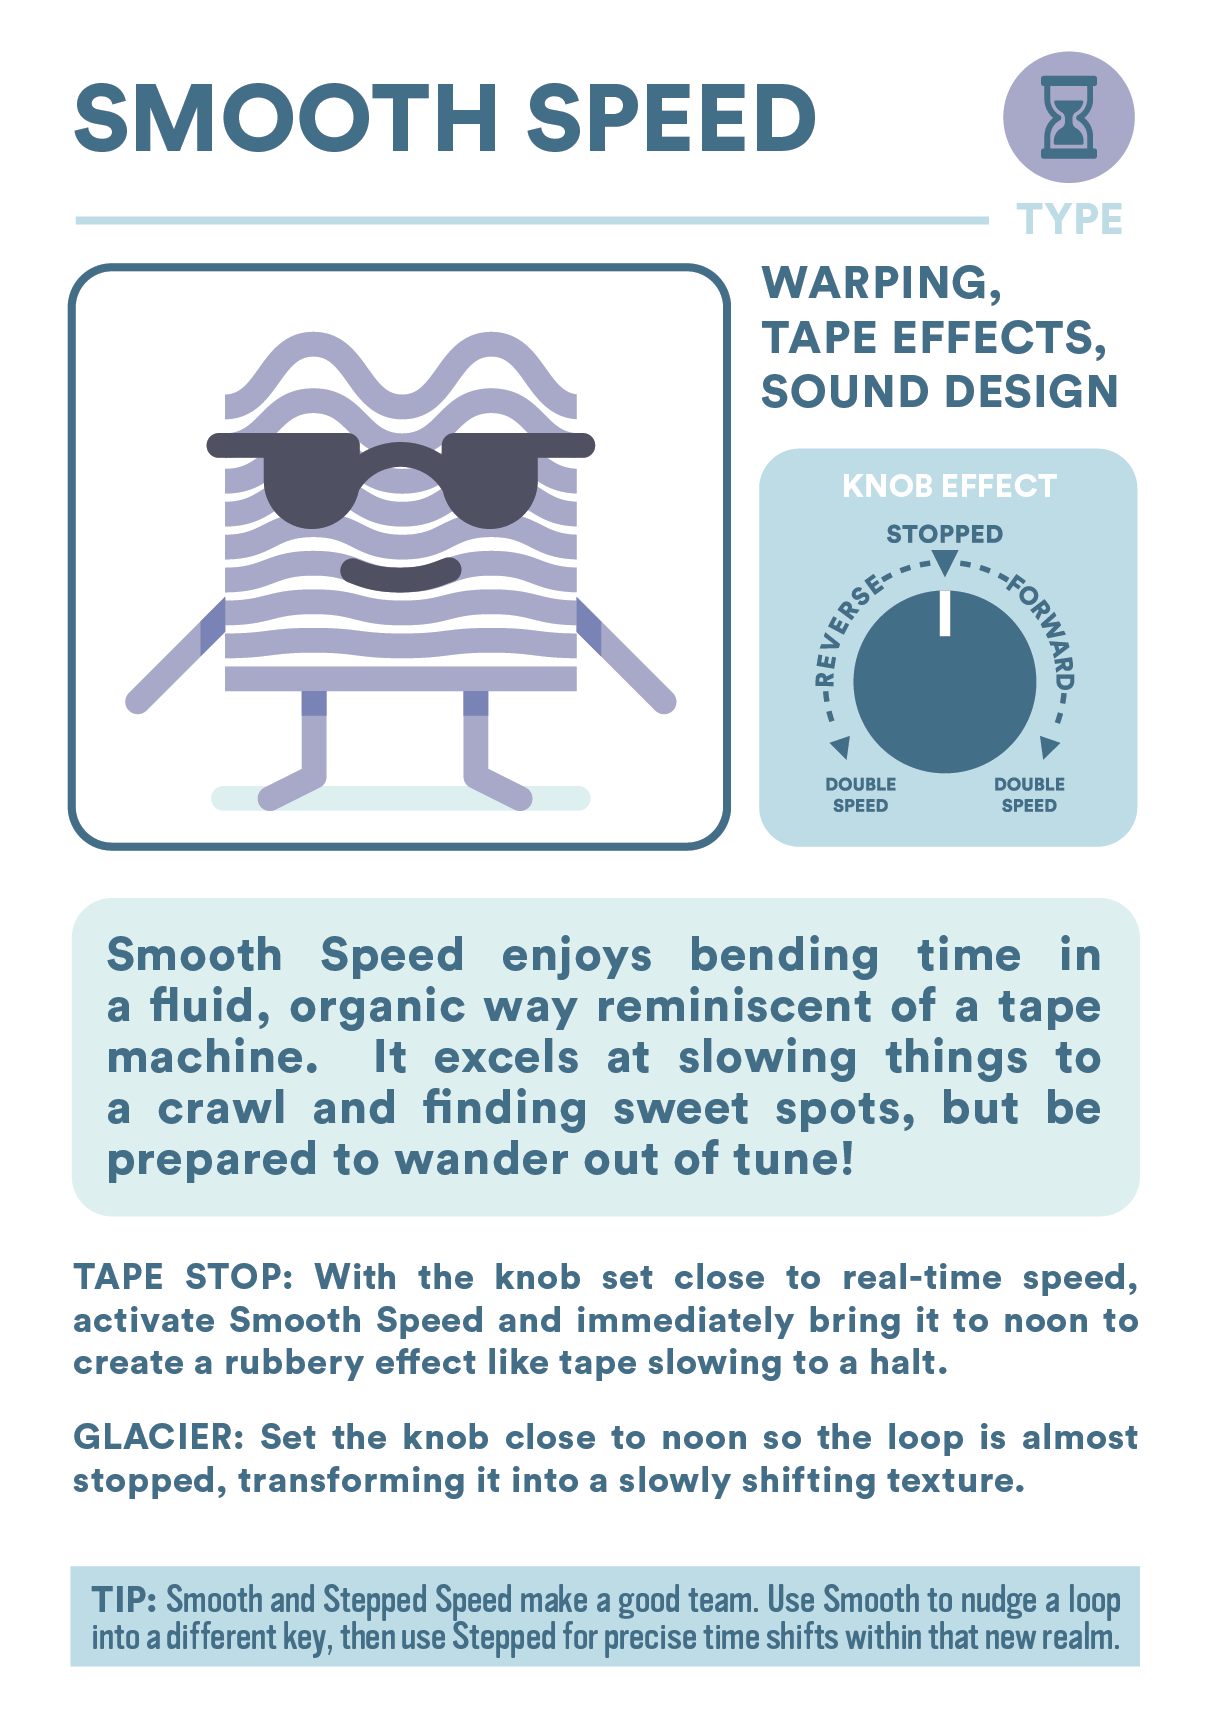 SMOOTH SPEED
TYPE
WARPING,
TAPE EFFECTS,
SOUND DESIGN
KNOB EFFECT
STOPPED
REVERSE
FORWARD
DOUBLE
SPEED
DOUBLE
SPEED
Smooth Speed enjoys bending time in
a fluid, organic way reminiscent of a tape
machine. It excels at slowing things to
a crawl and finding sweet spots, but be
prepared to wander out of tune!
TAPE STOP: With the knob set close to real-time speed,
activate Smooth Speed and immediately bring it to noon to
create a rubbery effect like tape slowing to a halt.
GLACIER: Set the knob close to noon so the loop is almost
stopped, transforming it into a slowly shifting texture.
TIP: Smooth and Stepped Speed make a good team. Use Smooth to nudge a loop
into a different key, then use Stepped for precise time shifts within that new realm.